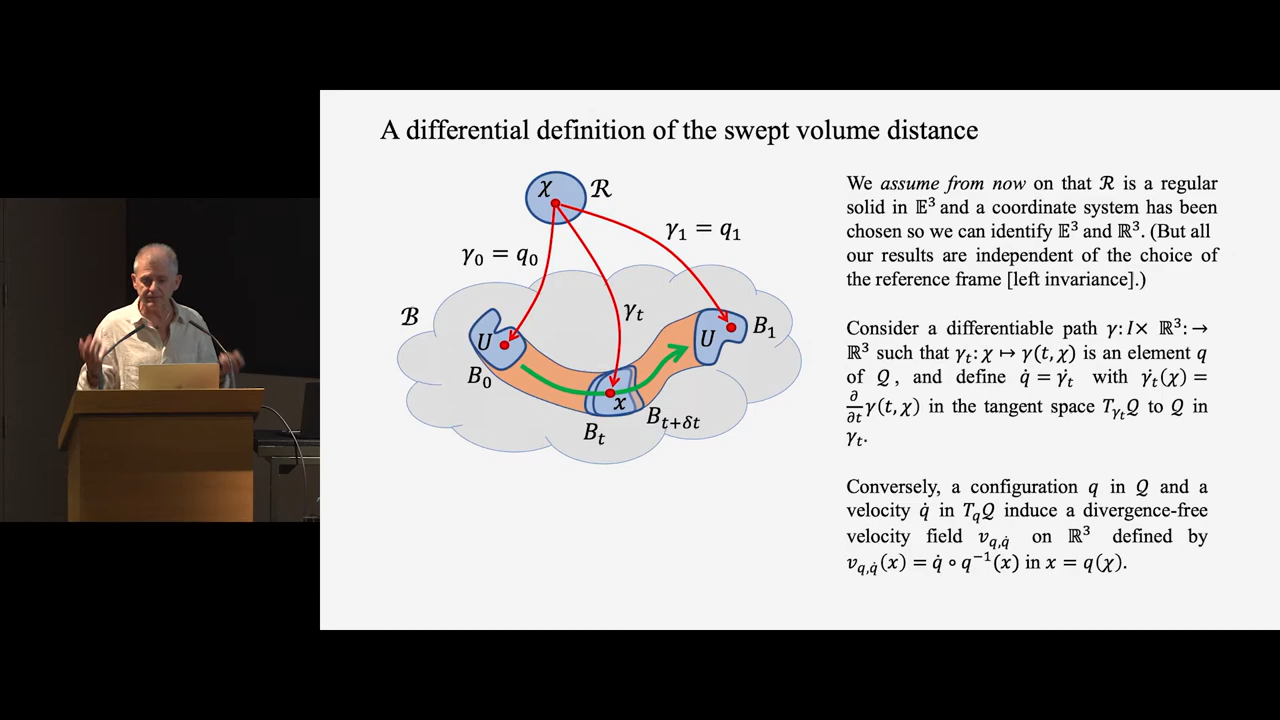 A differential definition of the swept volume distance
χ
ℛ
γ₀ = q₀
γ₁ = q₁
γₜ
ℬ
U
B₀
U
B₁
x
Bₜ
Bₜ₊δₜ
We assume from now on that ℛ is a regular
solid in 𝔼³ and a coordinate system has been
chosen so we can identify 𝔼³ and ℝ³. (But all
our results are independent of the choice of
the reference frame [left invariance].)
Consider a differentiable path γ: I× ℝ³: →
ℝ³ such that γₜ: χ ↦ γ(t, χ) is an element q
of Q , and define q̇ = γ̇ₜ with γ̇ₜ(χ) =
∂/∂t γ(t, χ) in the tangent space T_{γₜ}Q to Q in
γₜ.
Conversely, a configuration q in Q and a
velocity q̇ in T_qQ induce a divergence-free
velocity field v_{q,q̇} on ℝ³ defined by
v_{q,q̇}(x) = q̇ ∘ q⁻¹(x) in x = q(χ).